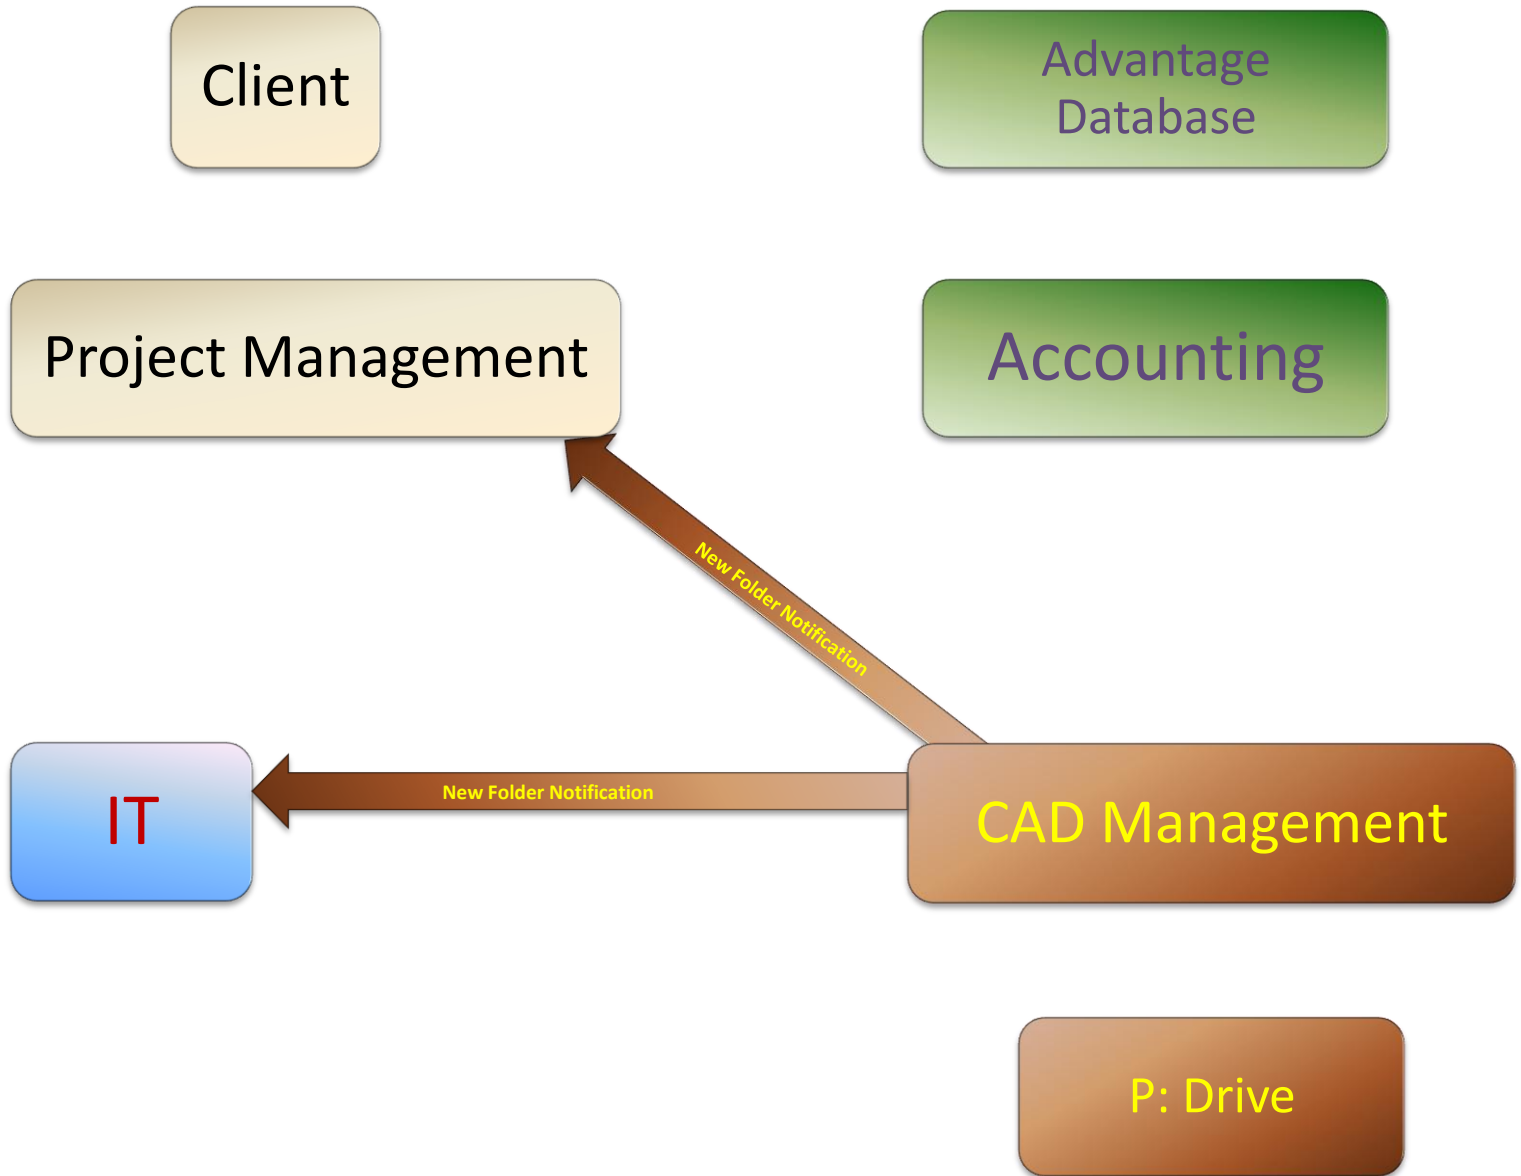 Client
Advantage
Database
Project Management
Accounting
New Folder Notification
IT
New Folder Notification
CAD Management
P: Drive